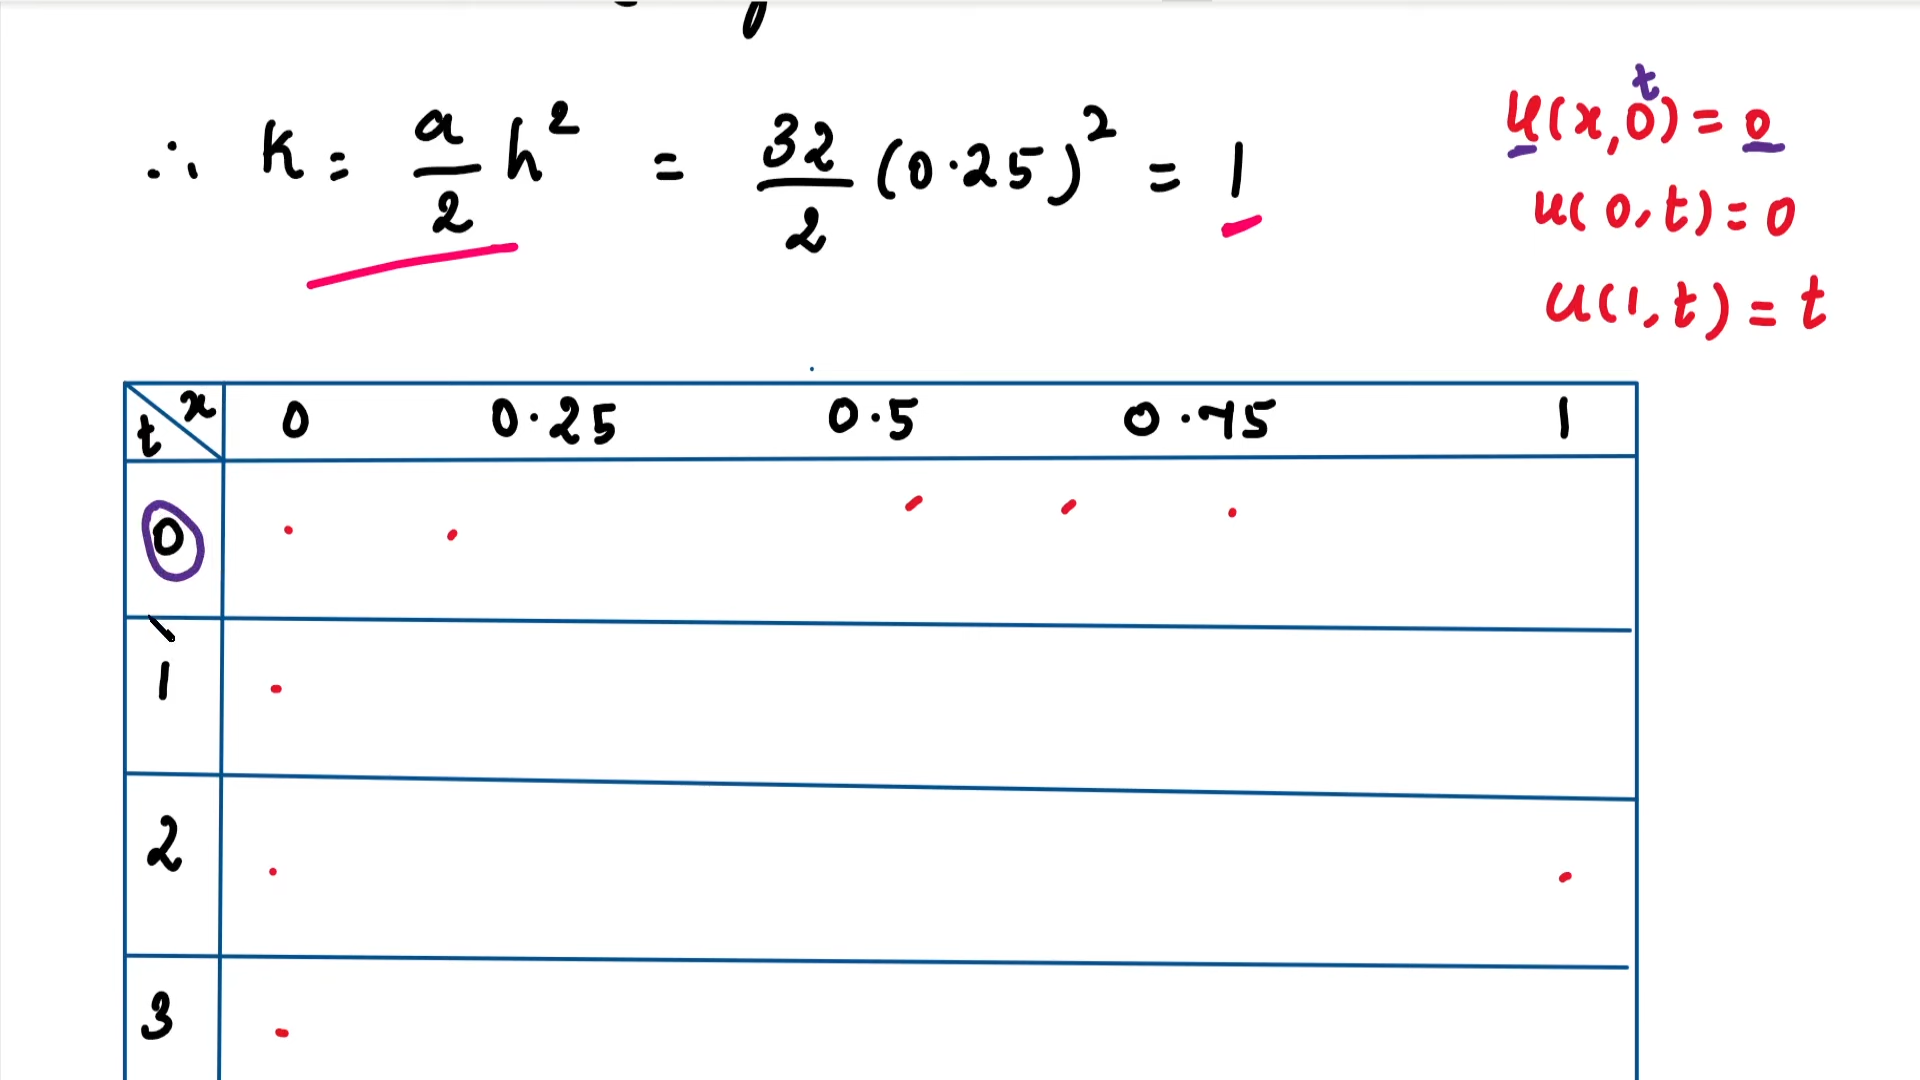 ∴ K = a/2 h² = 32/2 (0.25)² = 1
t
u(x,0) = 0
u(0,t) = 0
u(1,t) = t
t x 0 0.25 0.5 0.75 1
0
1
2
3